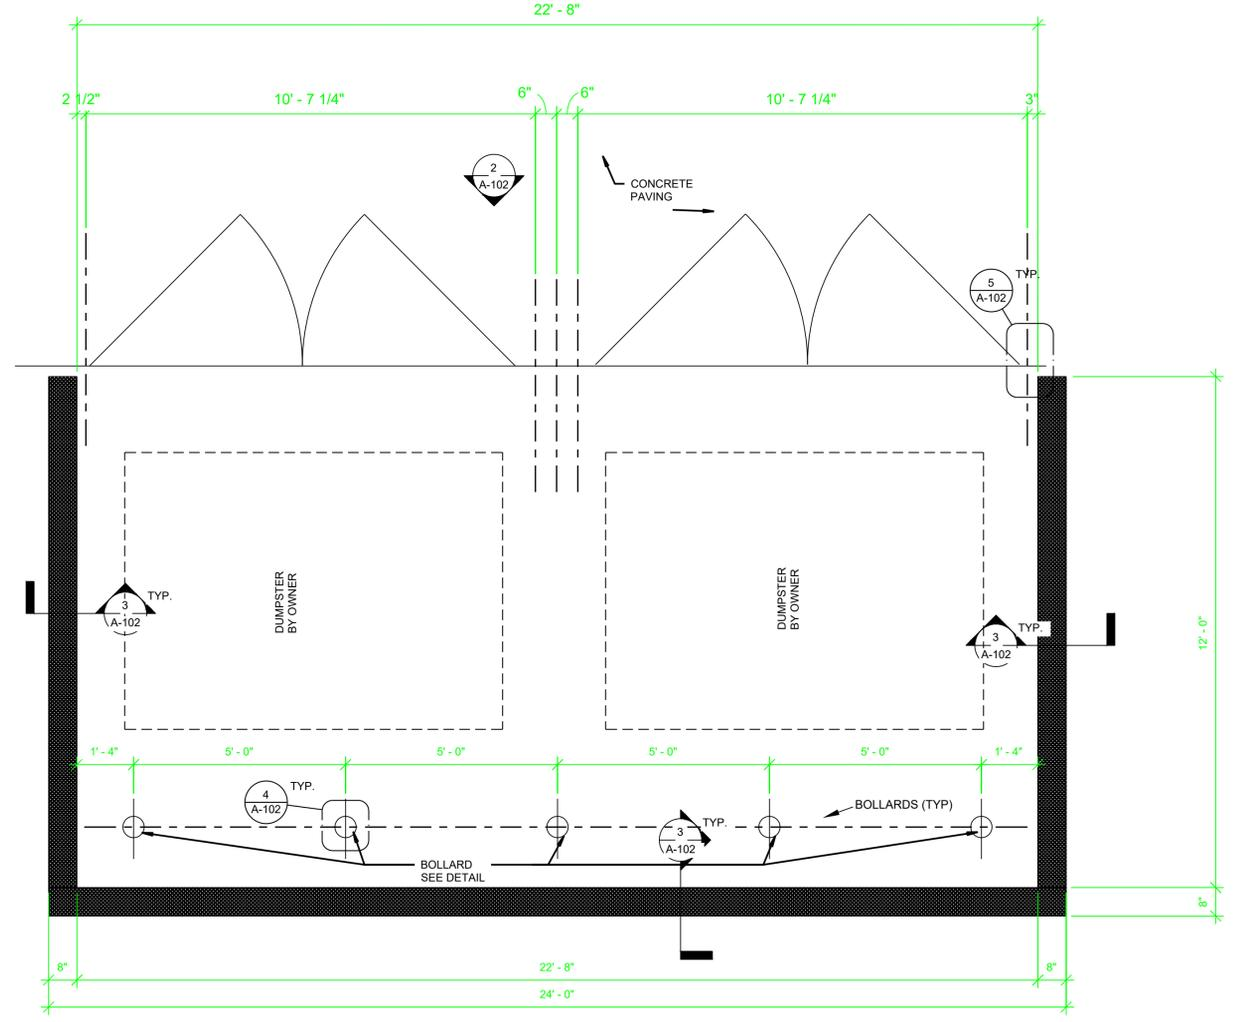 22' - 8"
2 1/2"
10' - 7 1/4"
6"
6"
10' - 7 1/4"
3"
2
A-102
CONCRETE
PAVING
5
A-102
TYP.
3
A-102
TYP.
DUMPSTER
BY OWNER
DUMPSTER
BY OWNER
3
A-102
TYP.
12' - 0"
1' - 4"
5' - 0"
5' - 0"
5' - 0"
5' - 0"
1' - 4"
4
A-102
TYP.
BOLLARDS (TYP)
3
A-102
TYP.
BOLLARD
SEE DETAIL
8"
8"
22' - 8"
8"
24' - 0"